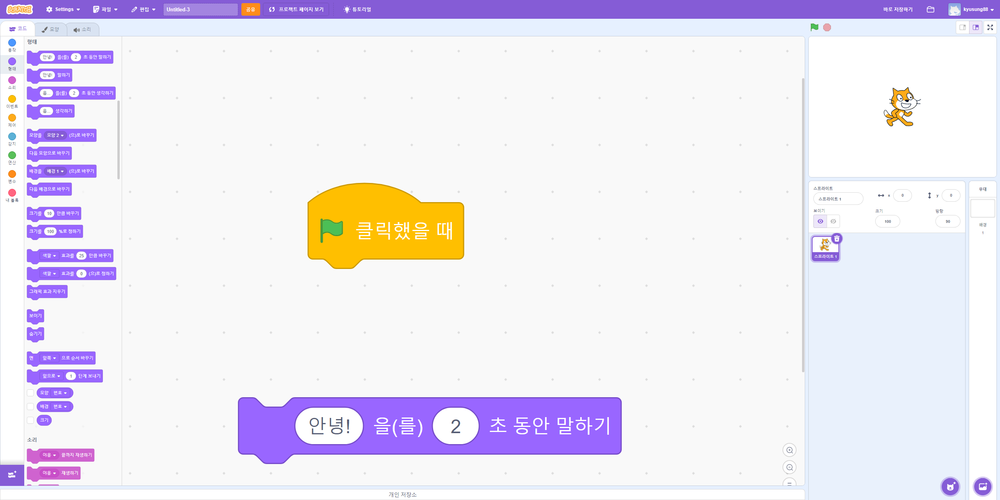 SCRATCH Settings 파일 편집 Untitled-3 공유 프로젝트 페이지 보기 튜토리얼 바로 저장하기 kyusung88
코드 모양 소리
동작
형태
소리
이벤트
제어
감지
연산
변수
내 블록
형태
안녕! 을(를) 2 초 동안 말하기
안녕! 말하기
음... 을(를) 2 초 동안 생각하기
음... 생각하기
모양을 모양 2 (으)로 바꾸기
다음 모양으로 바꾸기
배경을 배경 1 (으)로 바꾸기
다음 배경으로 바꾸기
크기를 10 만큼 바꾸기
크기를 100 %로 정하기
색깔 효과를 25 만큼 바꾸기
색깔 효과를 0 (으)로 정하기
그래픽 효과 지우기
보이기
숨기기
맨 앞쪽 으로 순서 바꾸기
앞으로 1 단계 보내기
모양 번호
배경 번호
크기
소리
야옹 끝까지 재생하기
야옹 재생하기
클릭했을 때
안녕! 을(를) 2 초 동안 말하기
개인 저장소
스프라이트
스프라이트 1 x 0 y 0
보이기 크기 방향
100 90
스프라이트 1
무대
배경
1